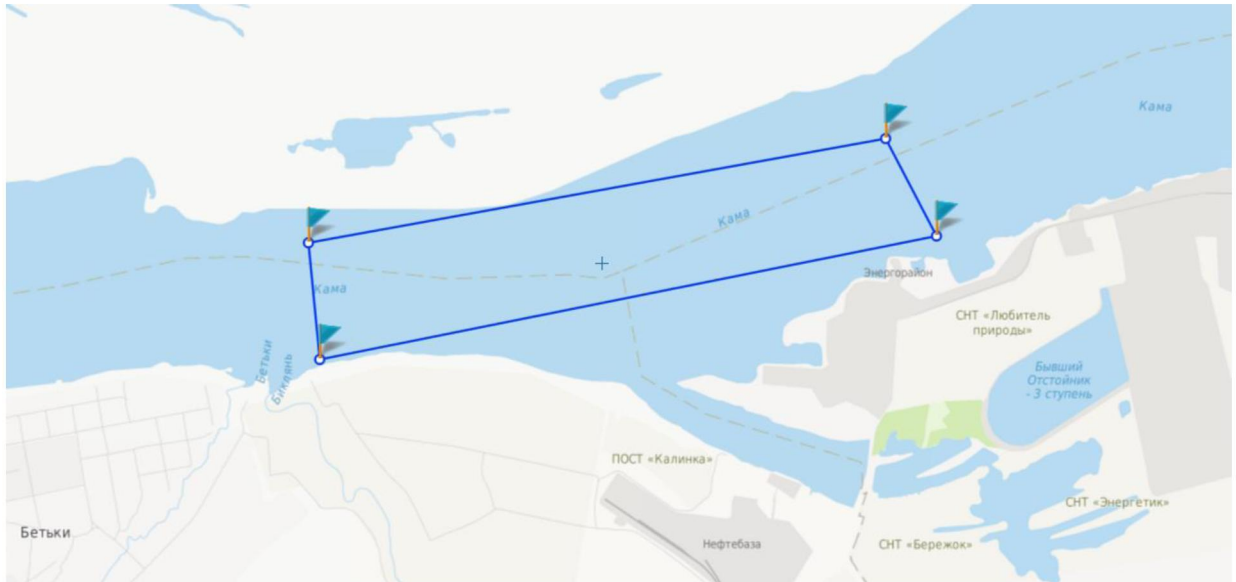 Кама
Кама
Энергорайон
Кама
СНТ «Любитель
природы»
Бетьки
Биклянь
Бывший
Отстойник
- 3 ступень
ПОСТ «Калинка»
СНТ «Энергетик»
Бетьки
Нефтебаза
СНТ «Бережок»